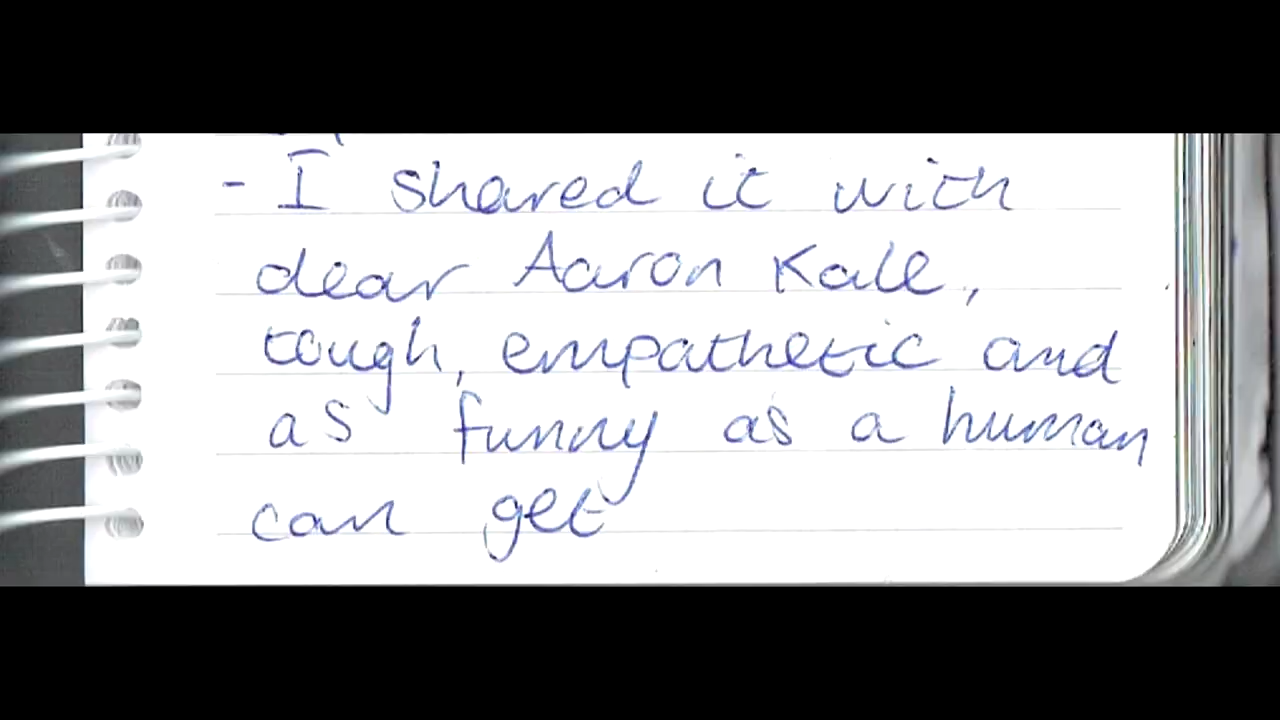 - I shared it with
dear Aaron Kale,
tough, empathetic and
as funny as a human
can get